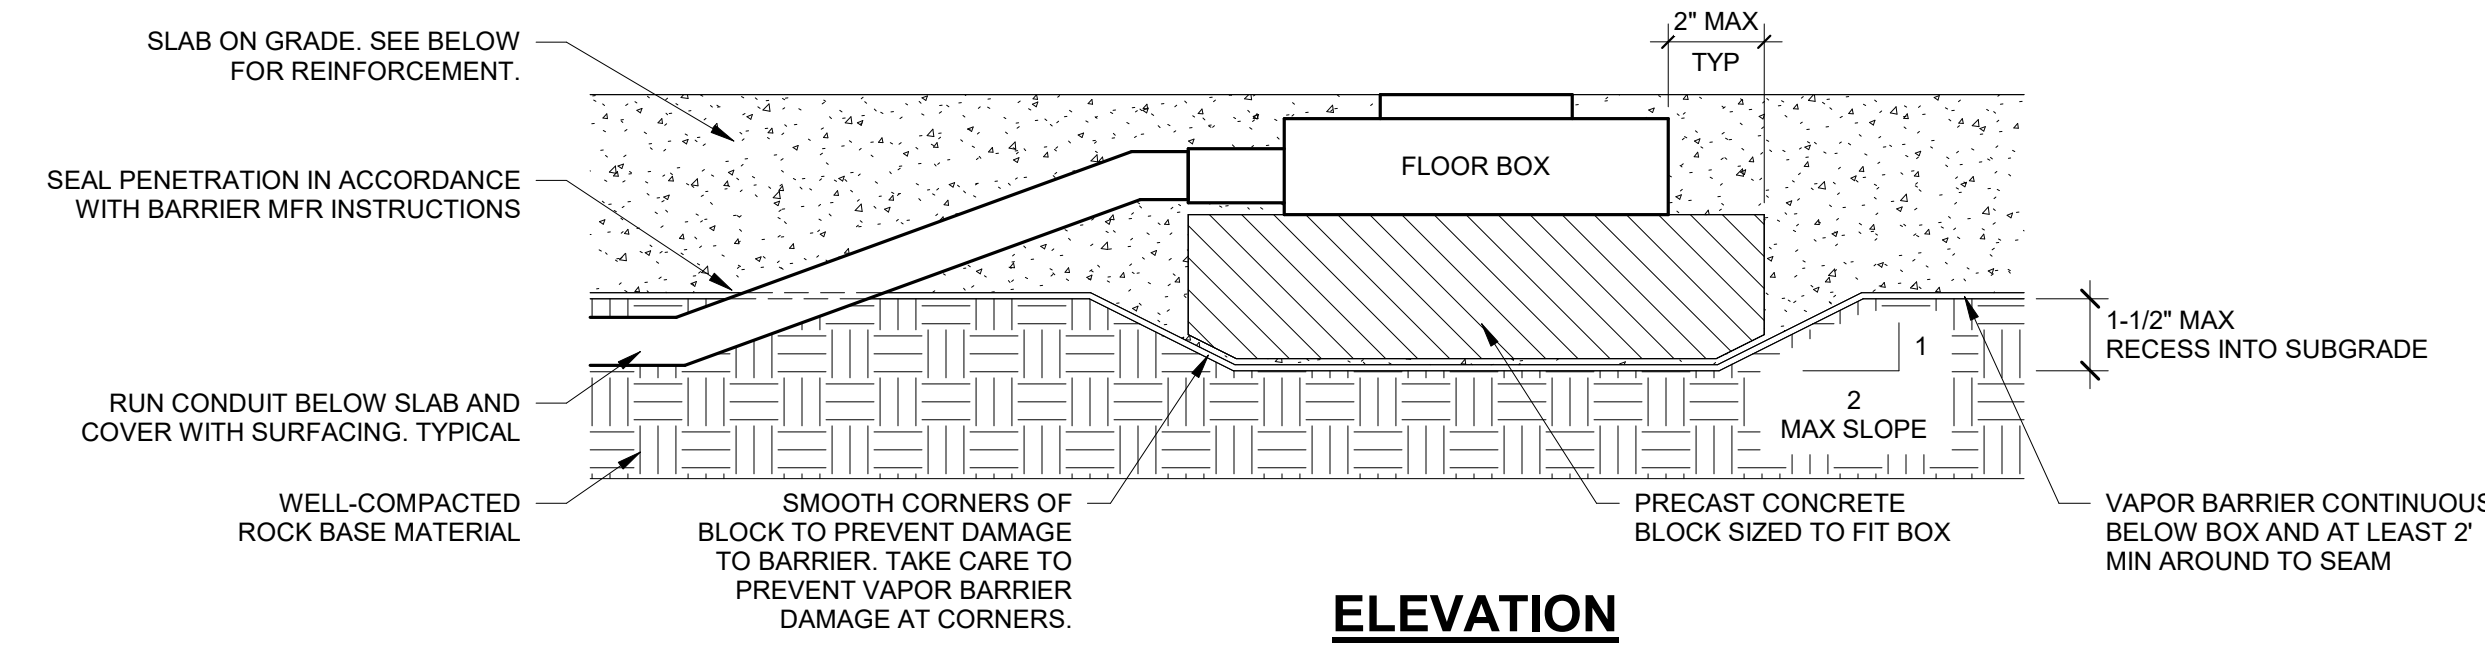 SLAB ON GRADE. SEE BELOW
FOR REINFORCEMENT.
SEAL PENETRATION IN ACCORDANCE
WITH BARRIER MFR INSTRUCTIONS
RUN CONDUIT BELOW SLAB AND
COVER WITH SURFACING. TYPICAL
WELL-COMPACTED
ROCK BASE MATERIAL
SMOOTH CORNERS OF
BLOCK TO PREVENT DAMAGE
TO BARRIER. TAKE CARE TO
PREVENT VAPOR BARRIER
DAMAGE AT CORNERS.
2" MAX
TYP
FLOOR BOX
1-1/2" MAX
RECESS INTO SUBGRADE
1
2
MAX SLOPE
PRECAST CONCRETE
BLOCK SIZED TO FIT BOX
VAPOR BARRIER CONTINUOUS
BELOW BOX AND AT LEAST 2'
MIN AROUND TO SEAM
ELEVATION